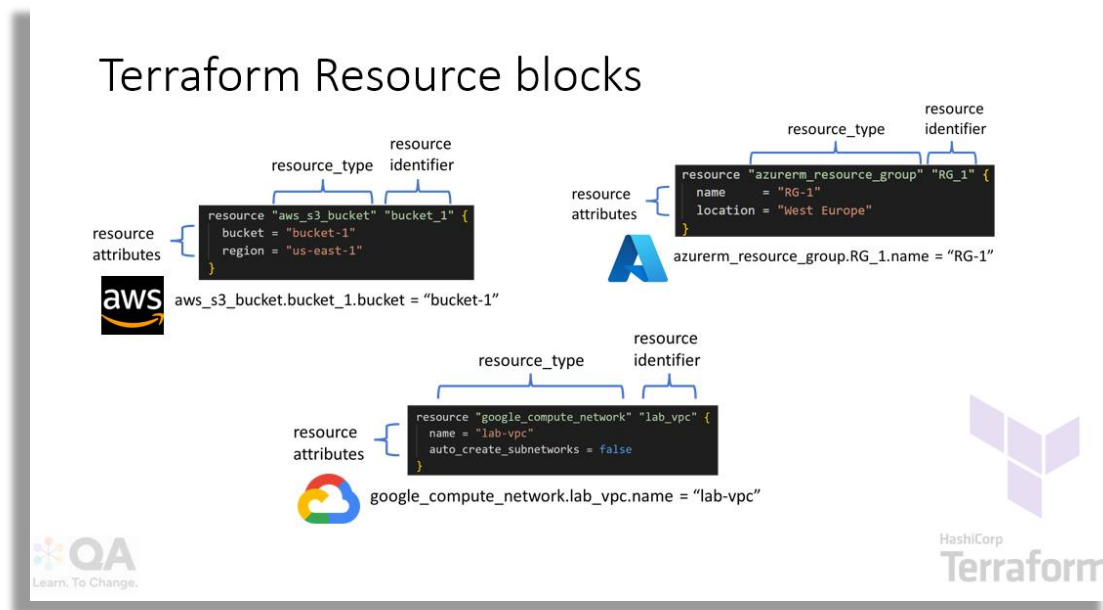 Terraform Resource blocks
resource_type
resource
identifier
resource
attributes
resource "aws_s3_bucket" "bucket_1" {
bucket = "bucket-1"
region = "us-east-1"
}
aws
aws_s3_bucket.bucket_1.bucket = “bucket-1”
resource_type
resource
identifier
resource
attributes
resource "azurerm_resource_group" "RG_1" {
name     = "RG-1"
location = "West Europe"
}
azurerm_resource_group.RG_1.name = “RG-1”
resource_type
resource
identifier
resource
attributes
resource "google_compute_network" "lab_vpc" {
name = "lab-vpc"
auto_create_subnetworks = false
}
google_compute_network.lab_vpc.name = “lab-vpc”
QA
Learn. To Change.
HashiCorp
Terraform